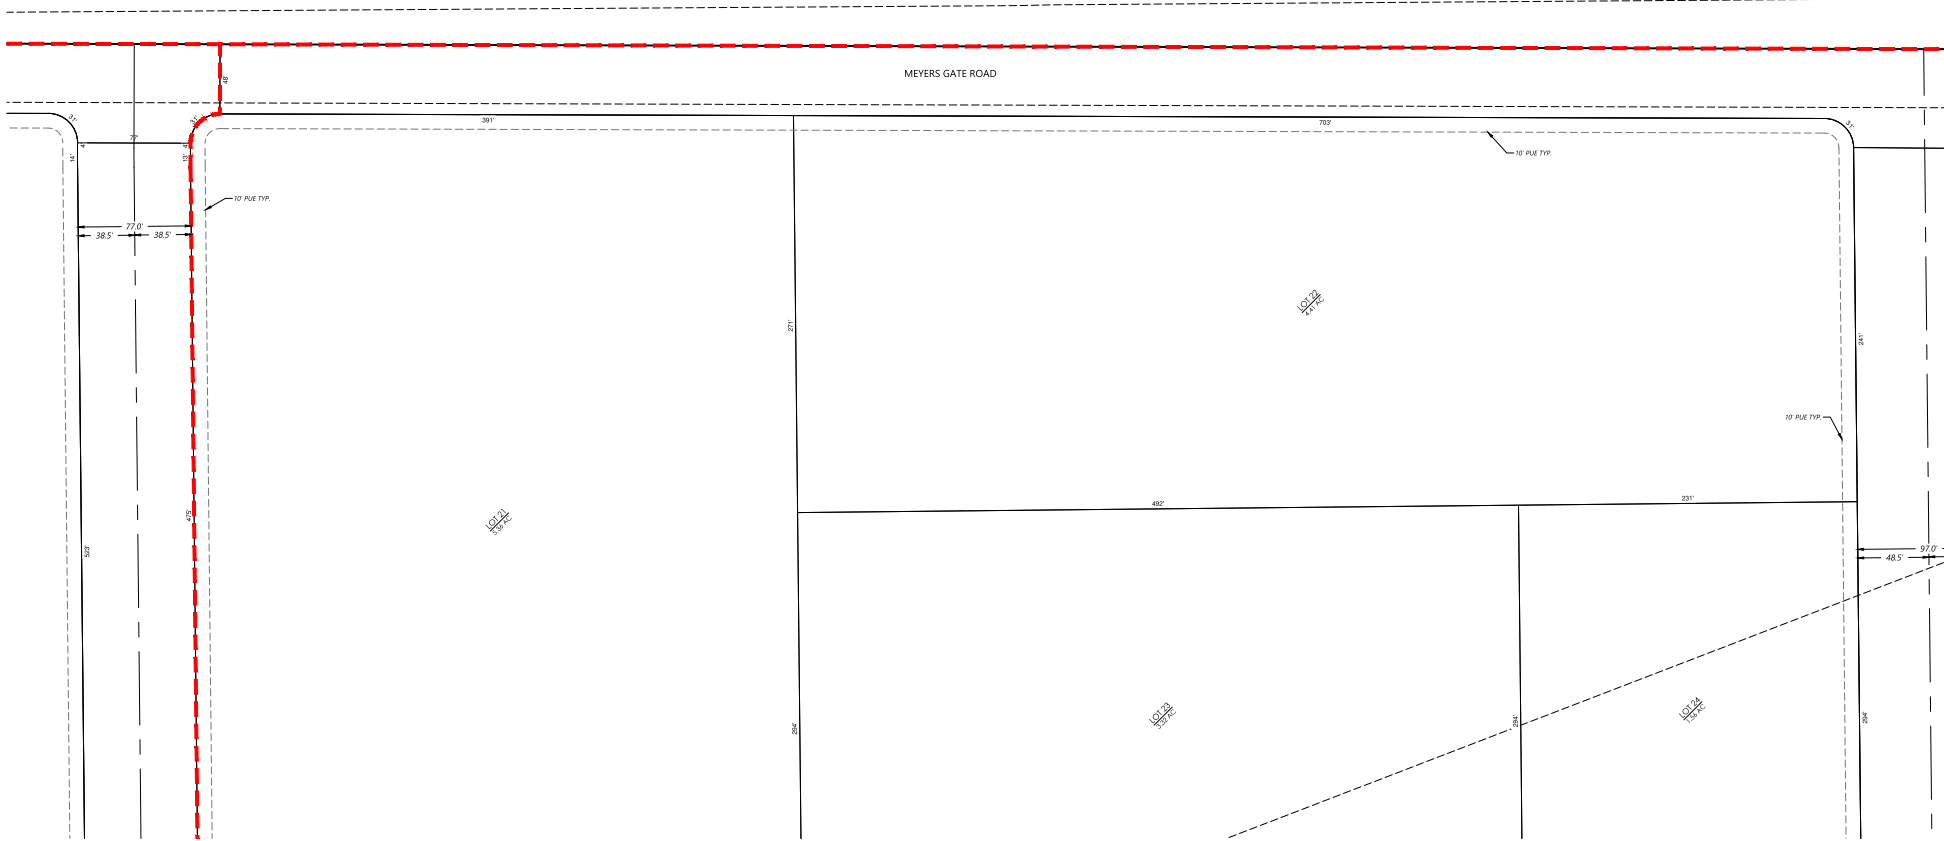 MEYERS GATE ROAD
48'
31'
31'
391'
703'
31'
77'
4'
4'
14'
13'
10' PUE TYP.
10' PUE TYP.
77.0'
38.5'
38.5'
271'
LOT 22
4.41 AC
241'
10' PUE TYP.
492'
231'
475'
LOT 21
5.36 AC
523'
97.0'
48.5'
LOT 23
3.32 AC
LOT 24
1.56 AC
294'
294'
294'